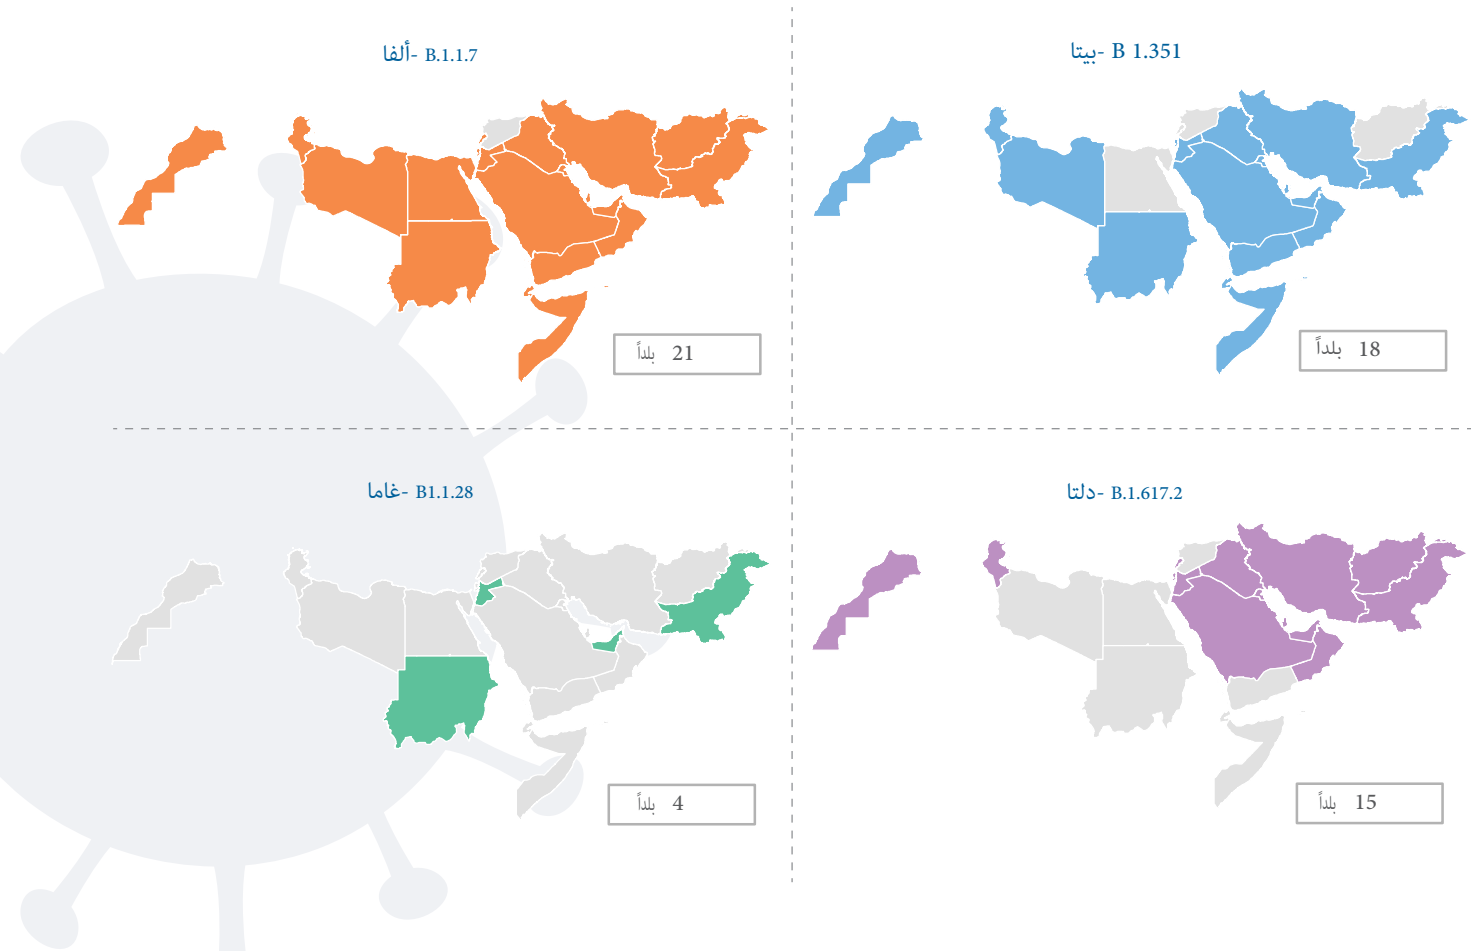 B.1.1.7 -ألفا
21 بلداً
B 1.351 -بيتا
18 بلداً
B1.1.28 -غاما
4 بلداً
B.1.617.2 -دلتا
15 بلداً